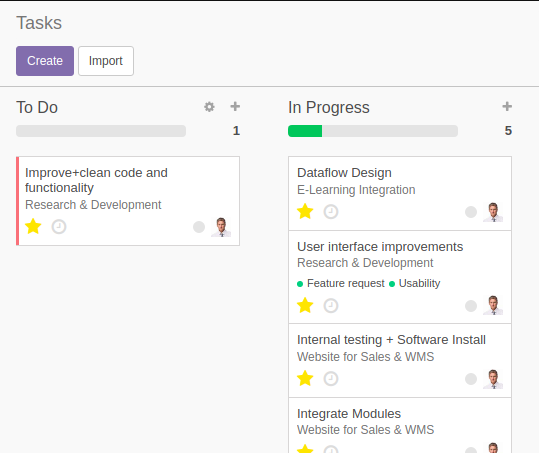 Tasks
Create Import
To Do
1
Improve+clean code and
functionality
Research & Development
In Progress
5
Dataflow Design
E-Learning Integration
User interface improvements
Research & Development
Feature request Usability
Internal testing + Software Install
Website for Sales & WMS
Integrate Modules
Website for Sales & WMS